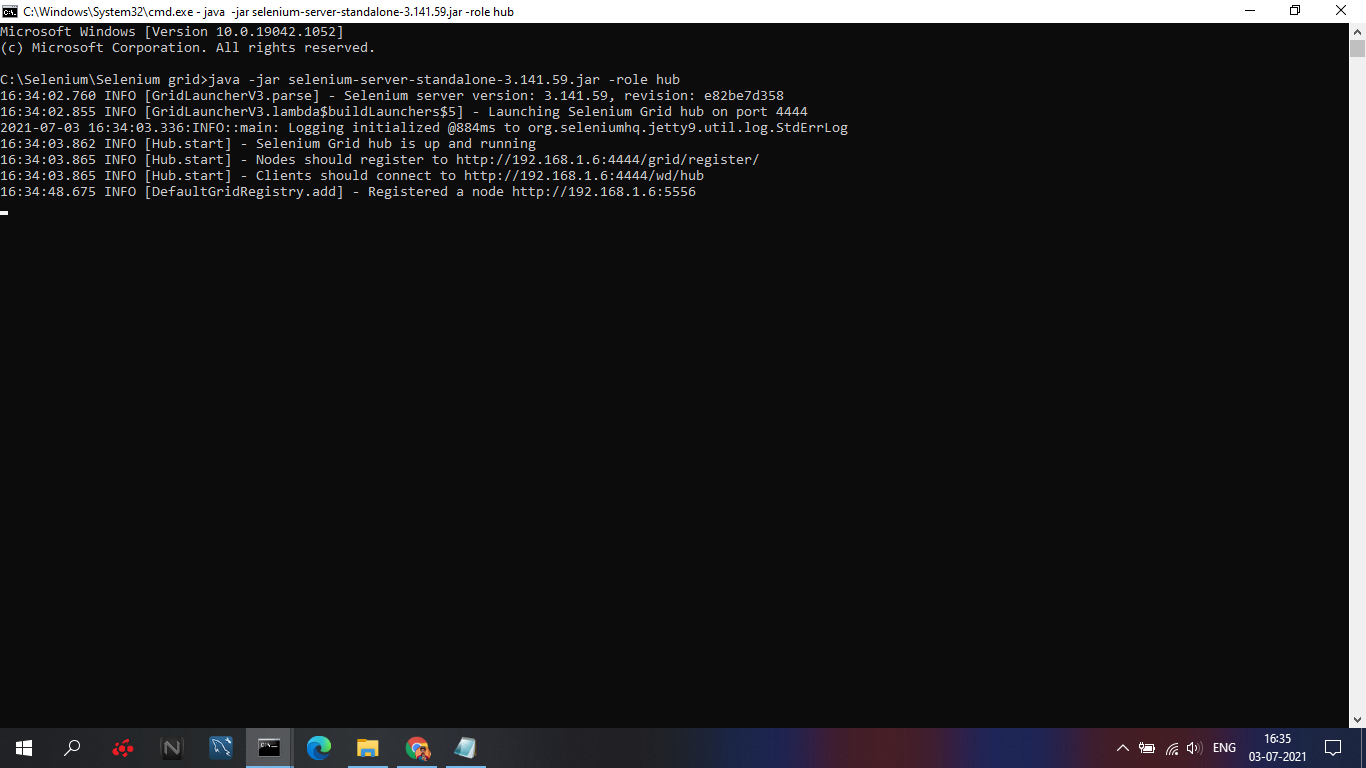 C:\Windows\System32\cmd.exe - java  -jar selenium-server-standalone-3.141.59.jar -role hub
Microsoft Windows [Version 10.0.19042.1052]
(c) Microsoft Corporation. All rights reserved.
C:\Selenium\Selenium grid>java -jar selenium-server-standalone-3.141.59.jar -role hub
16:34:02.760 INFO [GridLauncherV3.parse] - Selenium server version: 3.141.59, revision: e82be7d358
16:34:02.855 INFO [GridLauncherV3.lambda$buildLaunchers$5] - Launching Selenium Grid hub on port 4444
2021-07-03 16:34:03.336:INFO::main: Logging initialized @884ms to org.seleniumhq.jetty9.util.log.StdErrLog
16:34:03.862 INFO [Hub.start] - Selenium Grid hub is up and running
16:34:03.865 INFO [Hub.start] - Nodes should register to http://192.168.1.6:4444/grid/register/
16:34:03.865 INFO [Hub.start] - Clients should connect to http://192.168.1.6:4444/wd/hub
16:34:48.675 INFO [DefaultGridRegistry.add] - Registered a node http://192.168.1.6:5556
ENG
16:35
03-07-2021